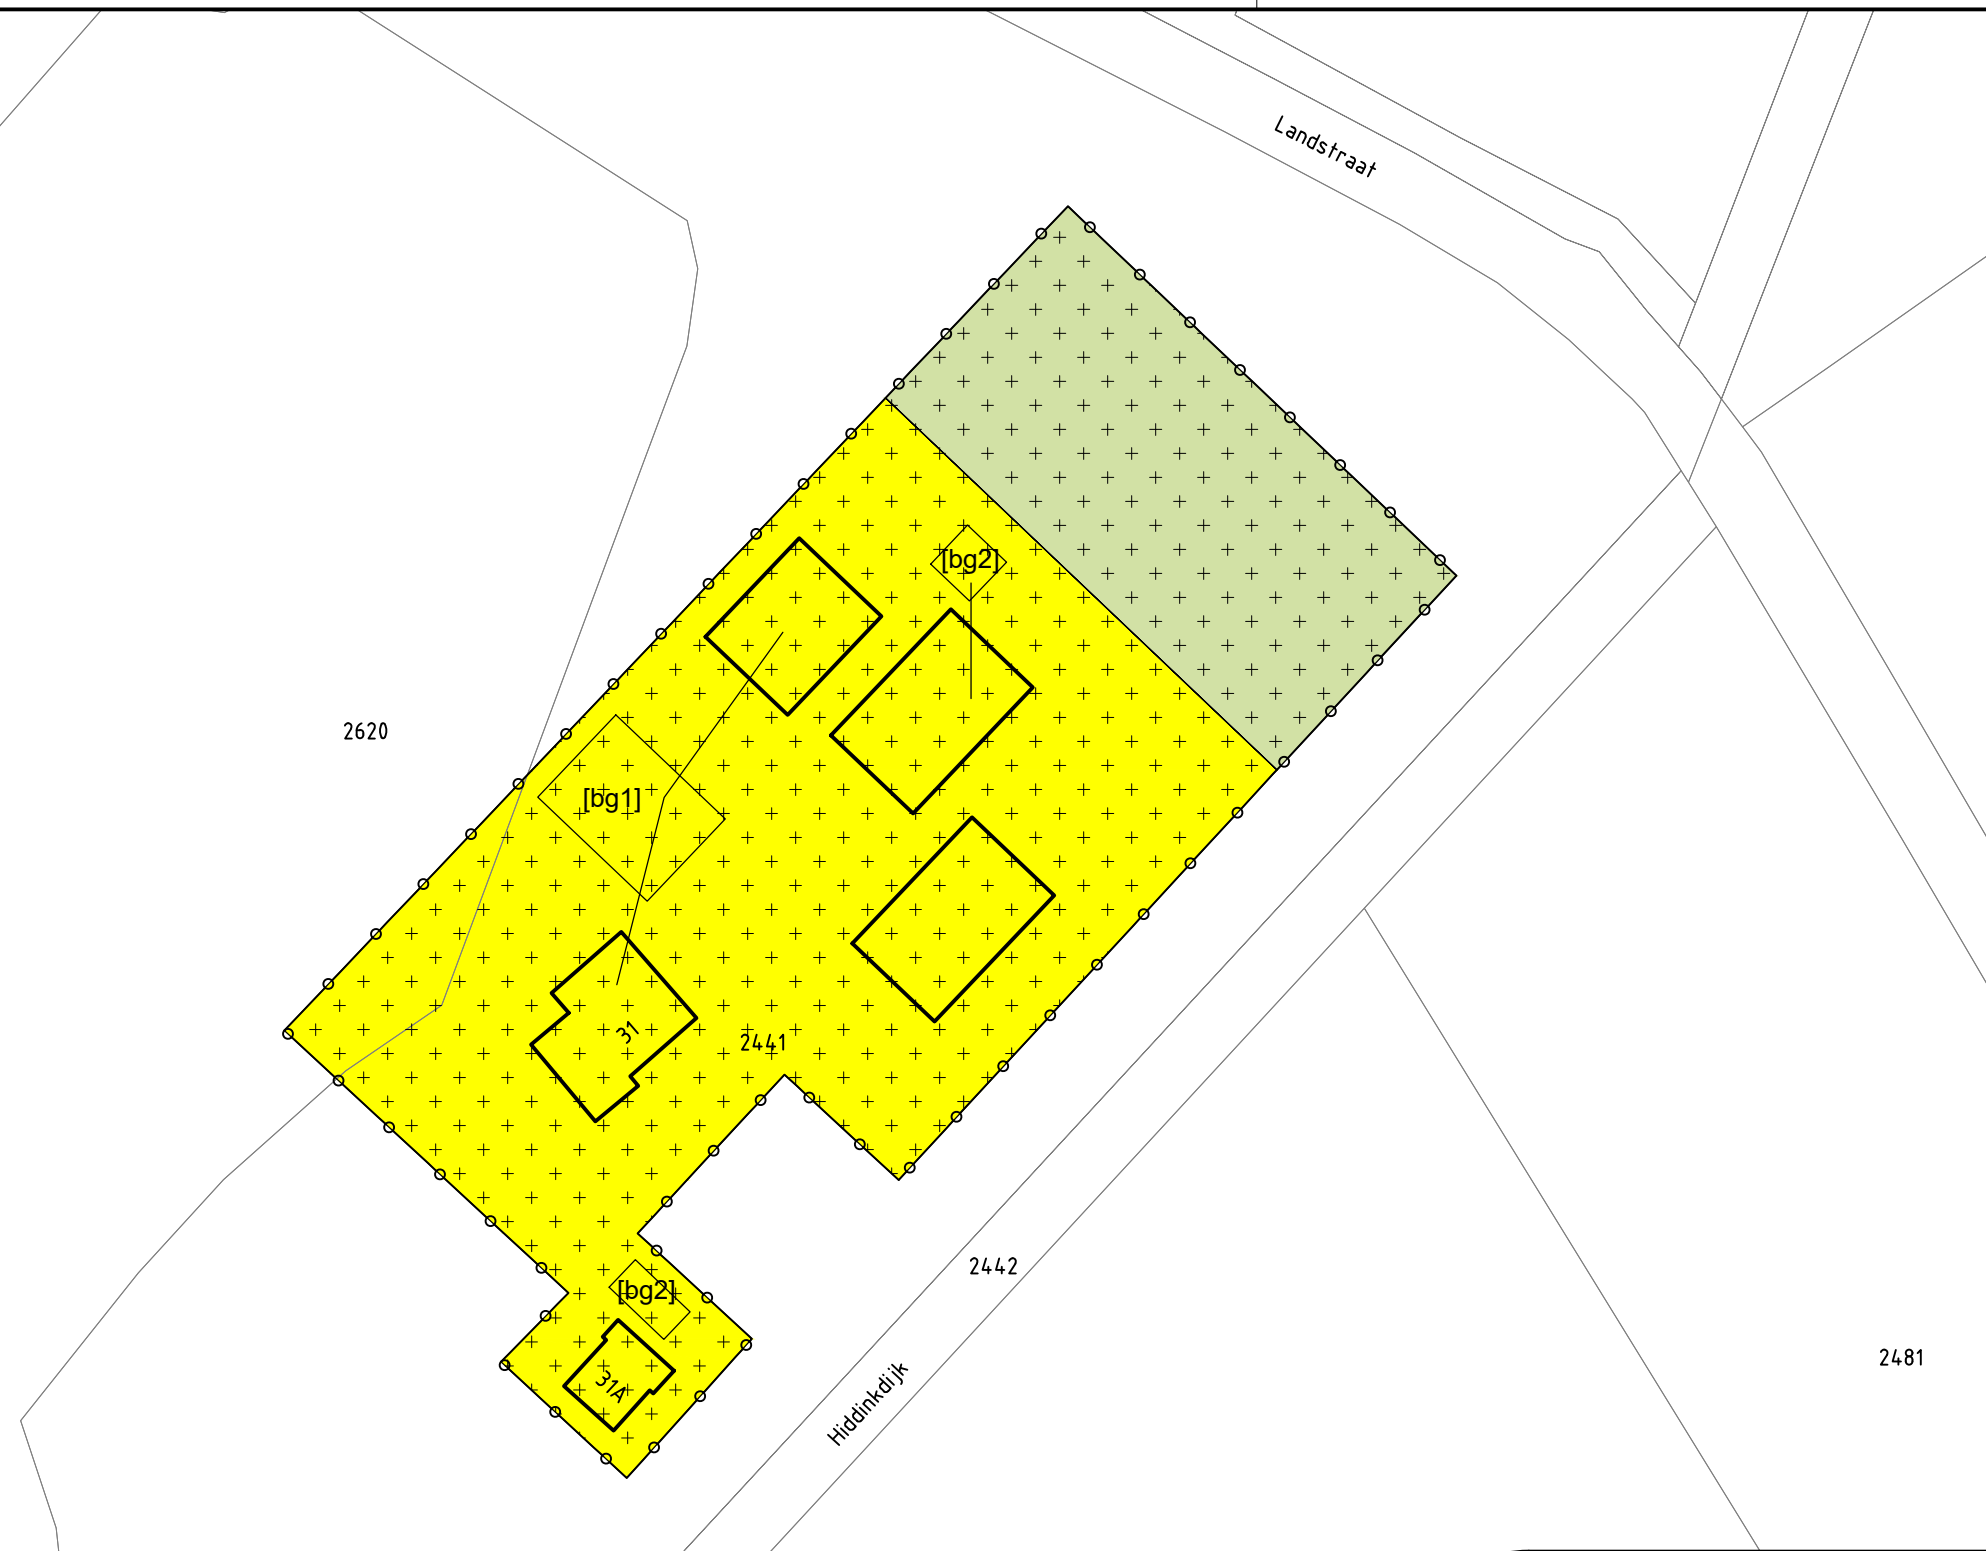 Landstraat
[bg2]
2620
[bg1]
31
2441
2442
[bg2]
31A
Hiddinkdijk
2481